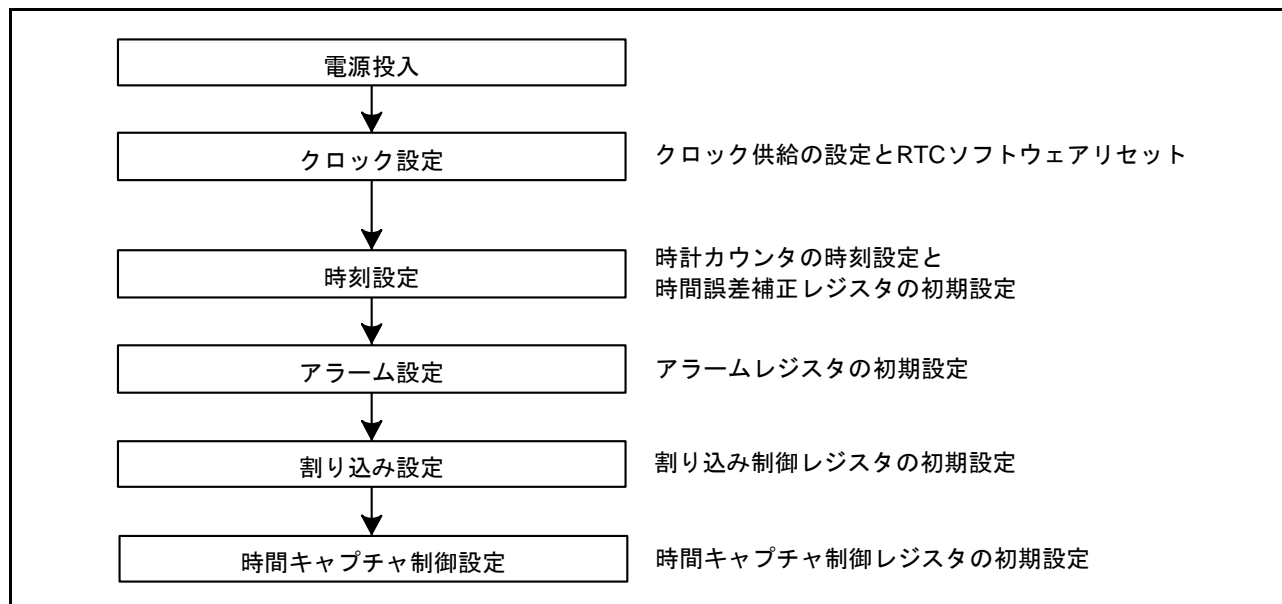 電源投入
クロック設定
クロック供給の設定とRTCソフトウェアリセット
時刻設定
時計カウンタの時刻設定と
時間誤差補正レジスタの初期設定
アラーム設定
アラームレジスタの初期設定
割り込み設定
割り込み制御レジスタの初期設定
時間キャプチャ制御設定
時間キャプチャ制御レジスタの初期設定